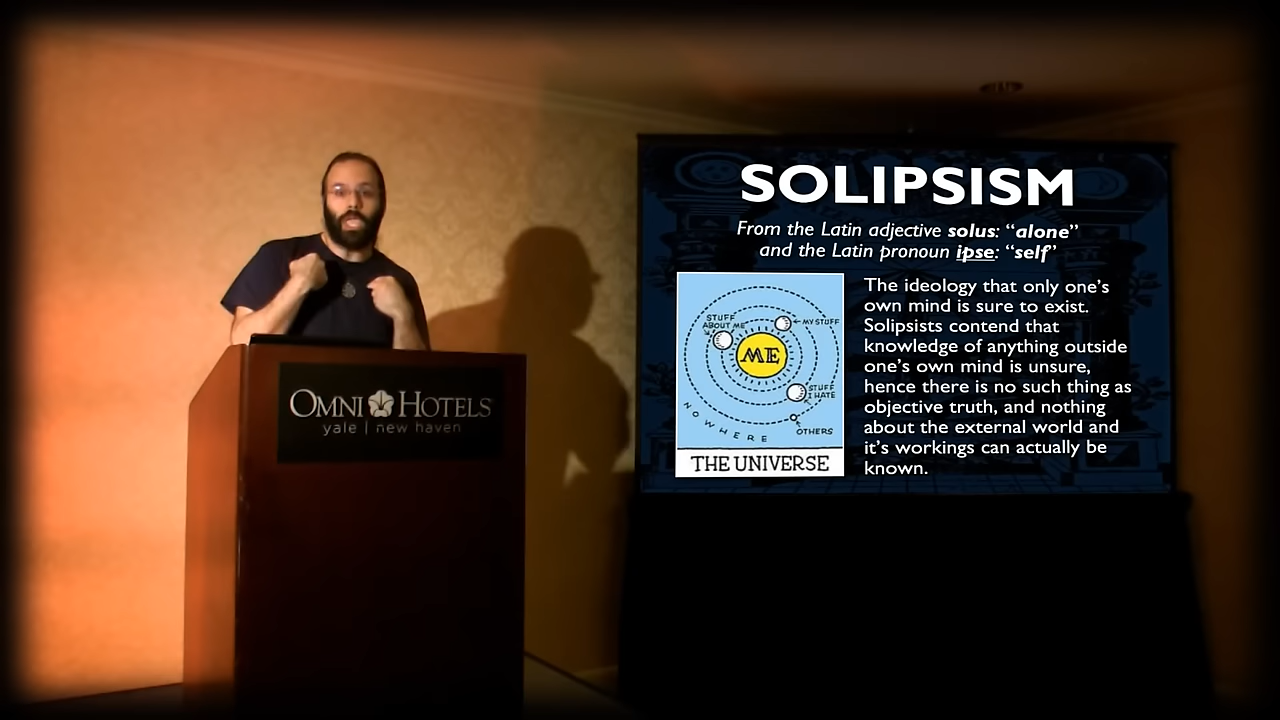 SOLIPSISM
From the Latin adjective solus: “alone”
and the Latin pronoun ipse: “self”
The ideology that only one’s
own mind is sure to exist.
Solipsists contend that
knowledge of anything outside
one’s own mind is unsure,
hence there is no such thing as
objective truth, and nothing
about the external world and
it’s workings can actually be
known.
STUFF
ABOUT ME
MY STUFF
ME
STUFF
I HATE
OTHERS
NOWHERE
THE UNIVERSE
OMNI HOTELS
yale | new haven